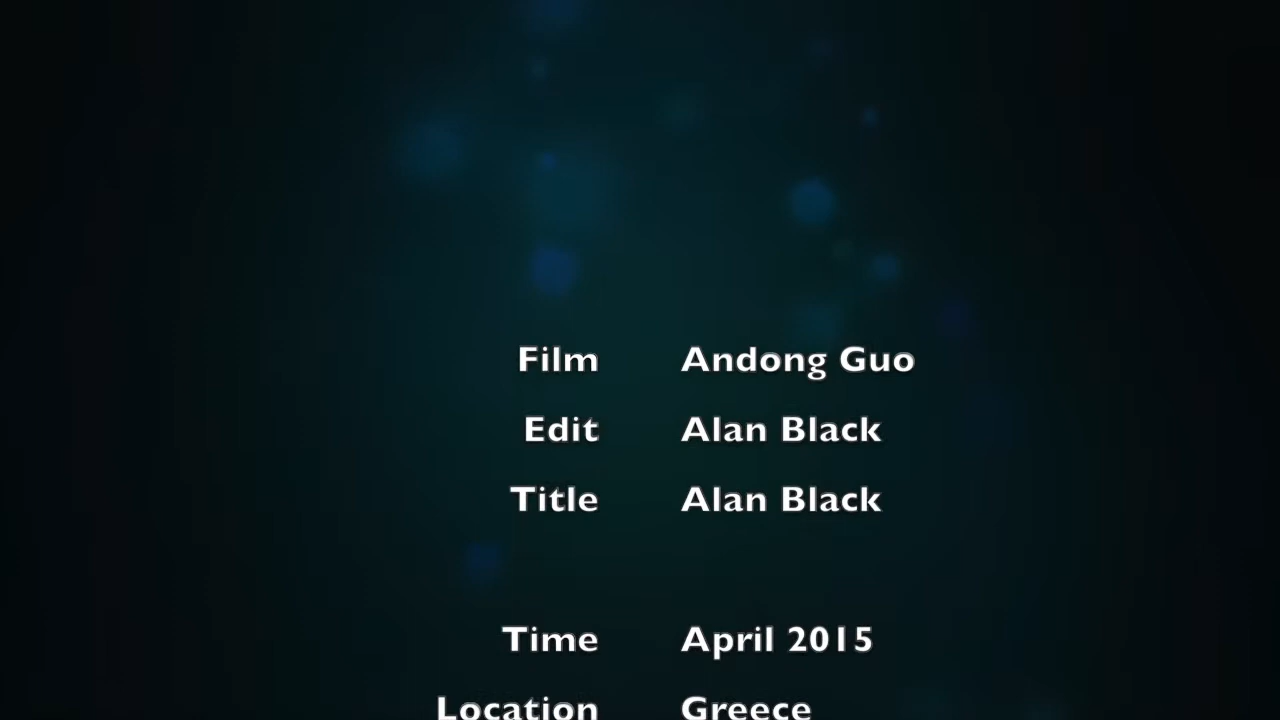 Film Andong Guo
Edit Alan Black
Title Alan Black
Time April 2015
Location Greece